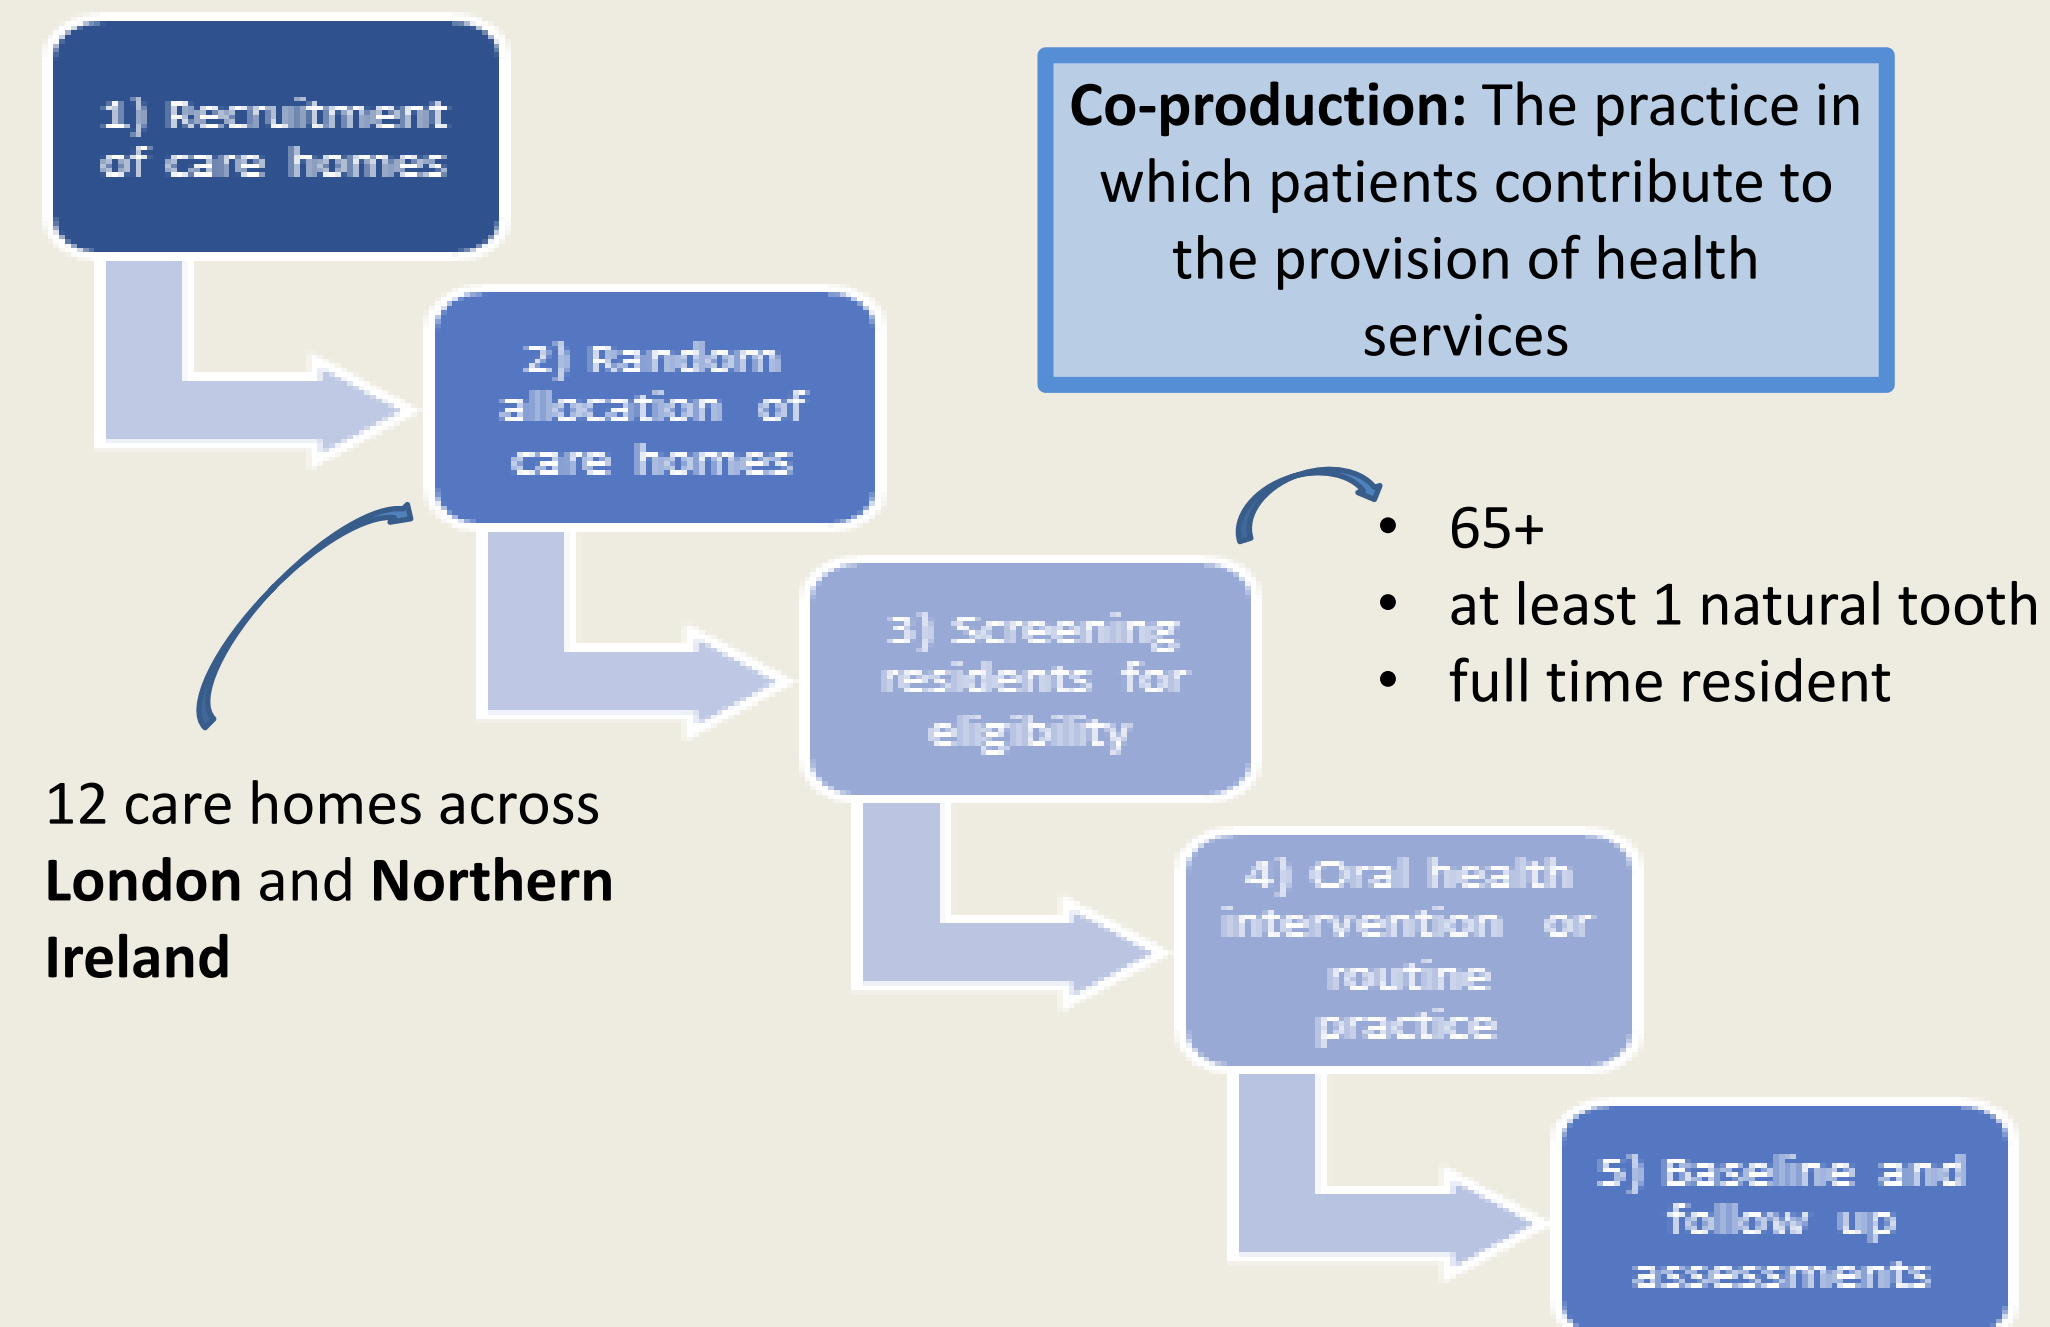 1) Recruitment
of care homes
Co-production: The practice in
which patients contribute to
the provision of health
services
2) Random
allocation of
care homes
• 65+
• at least 1 natural tooth
• full time resident
3) Screening
residents for
eligibility
12 care homes across
London and Northern
Ireland
4) Oral health
intervention or
routine
practice
5) Baseline and
follow up
assessments